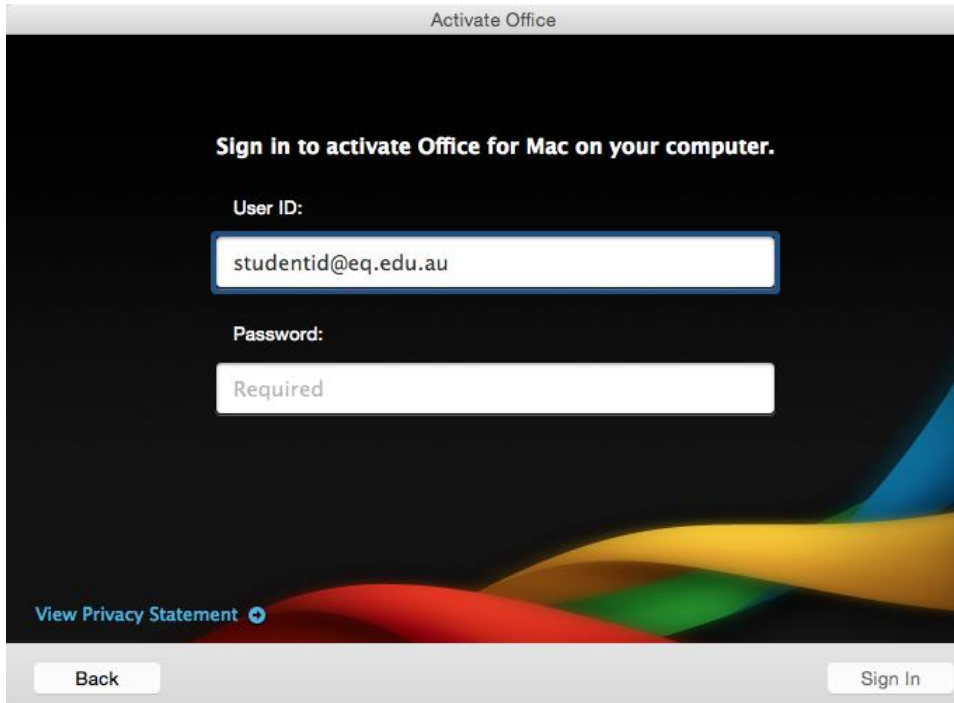 Activate Office
Sign in to activate Office for Mac on your computer.
User ID:
studentid@eq.edu.au
Password:
Required
View Privacy Statement
Back
Sign In